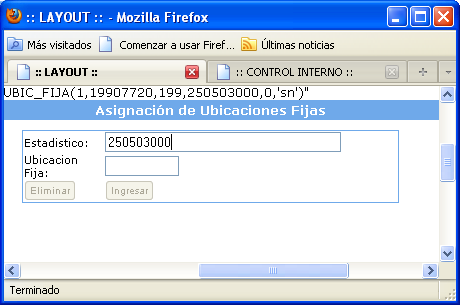 :: LAYOUT :: - Mozilla Firefox
Más visitados Comenzar a usar Firef... Últimas noticias
:: LAYOUT :: :: CONTROL INTERNO ::
UBIC_FIJA(1,19907720,199,250503000,0,'sn')"
Asignación de Ubicaciones Fijas
Estadistico: 250503000
Ubicacion
Fija:
Eliminar Ingresar
Terminado